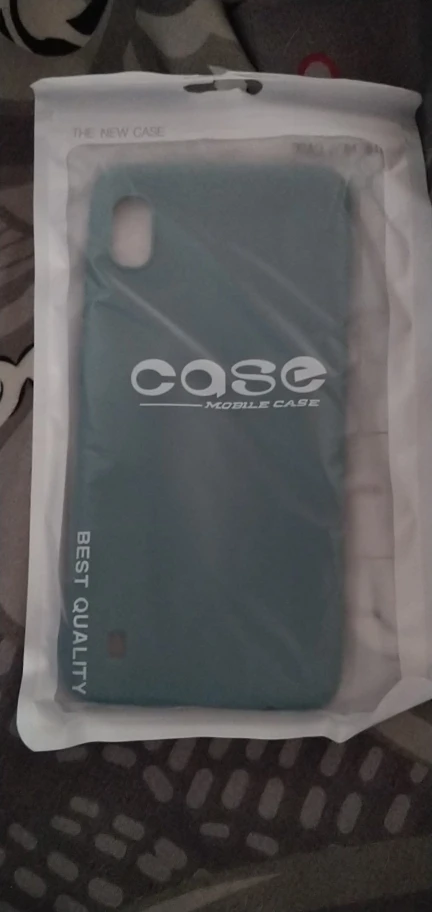 THE NEW CASE
case
MOBILE CASE
BEST QUALITY